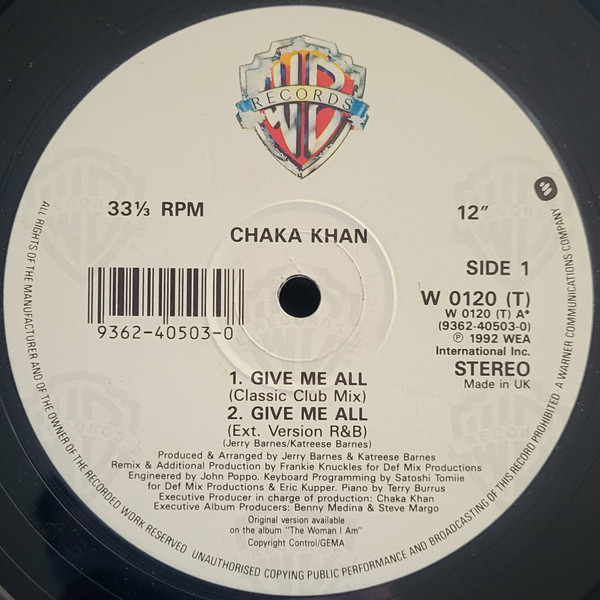 WB
RECORDS
33⅓ RPM
12"
CHAKA KHAN
SIDE 1
W 0120 (T)
W 0120 (T) A*
(9362-40503-0)
℗ 1992 WEA
International Inc.
STEREO
Made in UK
9362-40503-0
1. GIVE ME ALL
(Classic Club Mix)
2. GIVE ME ALL
(Ext. Version R&B)
(Jerry Barnes/Katreese Barnes)
Produced & Arranged by Jerry Barnes & Katreese Barnes
Remix & Additional Production by Frankie Knuckles for Def Mix Productions
Engineered by John Poppo. Keyboard Programming by Satoshi Tomiie
for Def Mix Productions & Eric Kupper. Piano by Terry Burrus
Executive Producer in charge of production: Chaka Khan
Executive Album Producers: Benny Medina & Steve Margo
Original version available
on the album "The Woman I Am"
Copyright Control/GEMA
ALL RIGHTS OF THE MANUFACTURER AND OF THE OWNER OF THE RECORDED WORK RESERVED UNAUTHORISED COPYING PUBLIC PERFORMANCE AND BROADCASTING OF THIS RECORD PROHIBITED A WARNER COMMUNICATIONS COMPANY